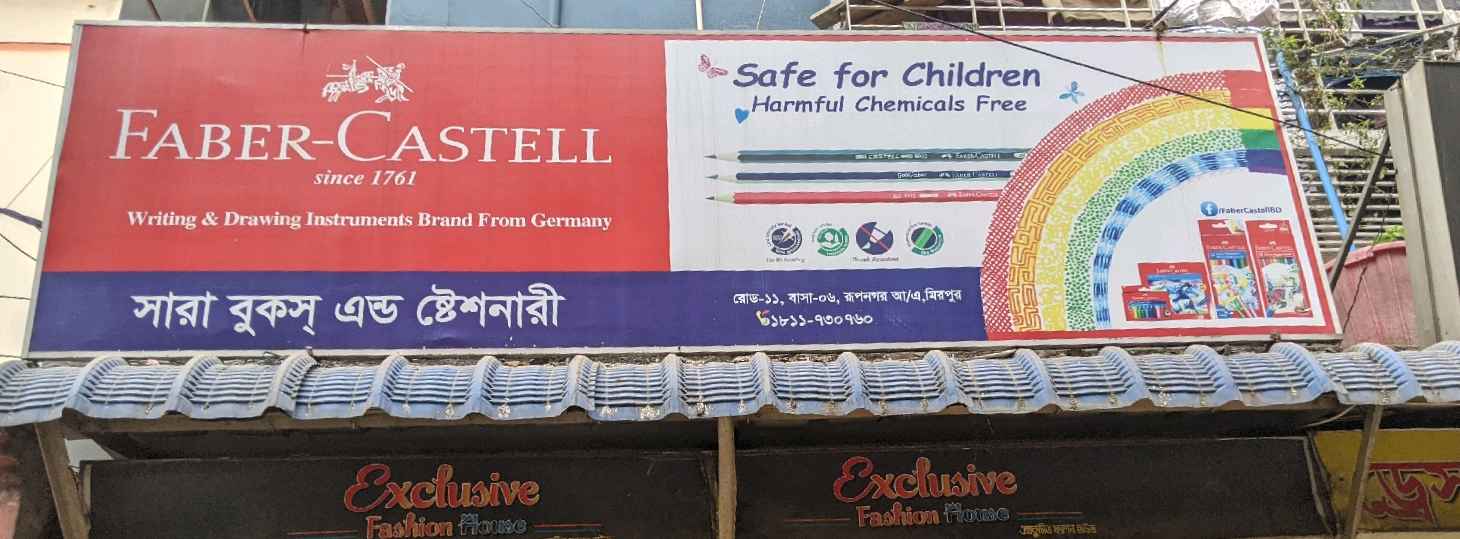 FABER-CASTELL
since 1761
Writing & Drawing Instruments Brand From Germany
Safe for Children
Harmful Chemicals Free
/FaberCastellBD
সারা বুকস্ এন্ড ষ্টেশনারী
রোড-১১, বাসা-০৬, রূপনগর আ/এ,মিরপুর
০১৮১১-৭৩০৭৬০
Exclusive
Fashion House
Exclusive
Fashion House